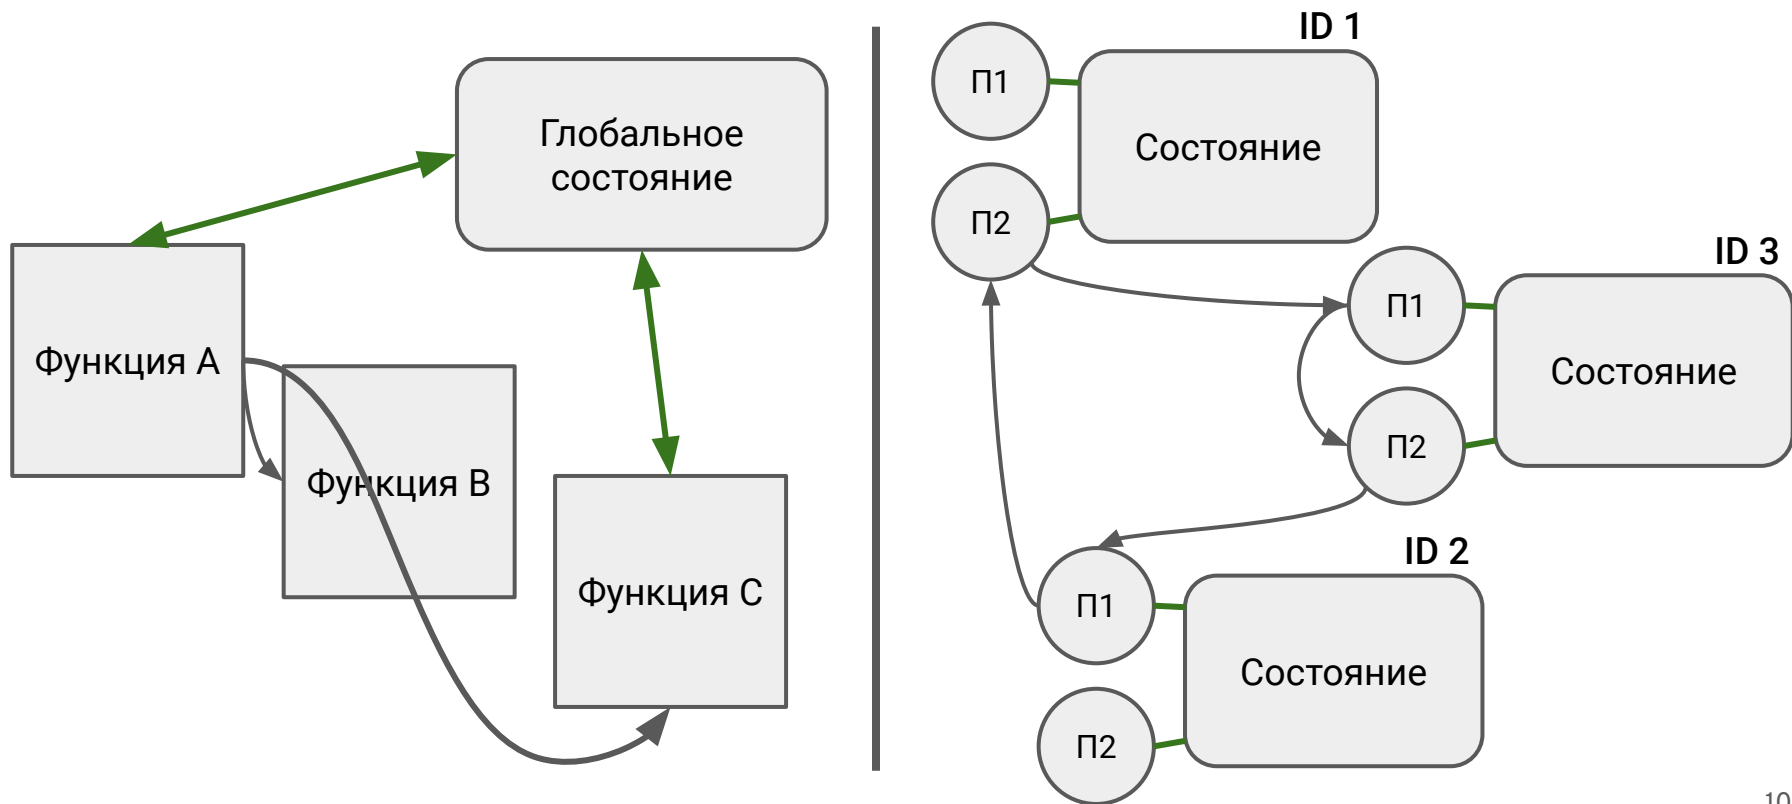 Глобальное
состояние
Функция A
Функция B
Функция C
ID 1
П1
Состояние
П2
ID 3
П1
Состояние
П2
ID 2
П1
Состояние
П2
10